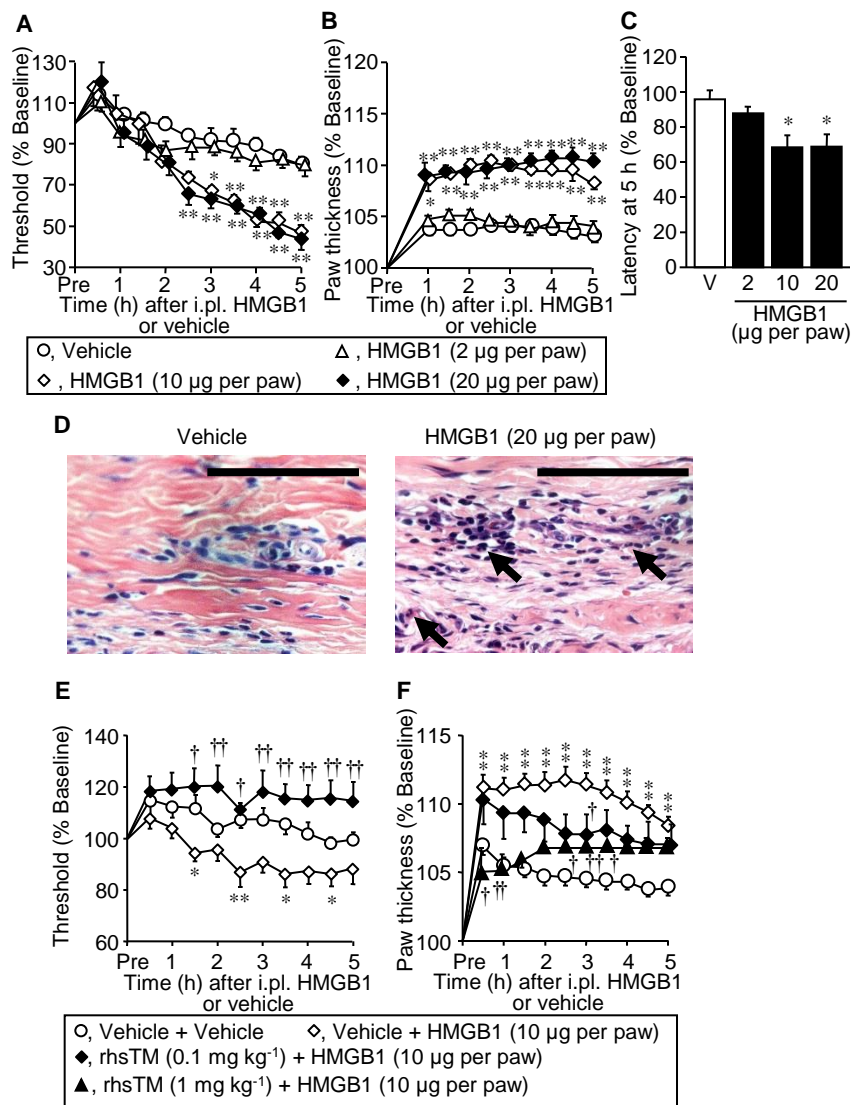 A
Threshold (% Baseline)
130
110
90
70
50
30
* ** ** ** ** ** **
** ** ** ** ** **
Pre 1 2 3 4 5
Time (h) after i.pl. HMGB1
or vehicle
B
Paw thickness (% Baseline)
120
115
110
104
100
** ** ** ** ** ** ** ** **
* ** ** ** ** ** ** **
Pre 1 2 3 4 5
Time (h) after i.pl. HMGB1
or vehicle
C
Latency at 5 h (% Baseline)
120
100
80
60
40
20
0
* *
V 2 10 20
HMGB1
(µg per paw)
, Vehicle , HMGB1 (2 µg per paw)
, HMGB1 (10 µg per paw) , HMGB1 (20 µg per paw)
D
Vehicle HMGB1 (20 µg per paw)
E
Threshold (% Baseline)
140
120
100
80
60
† †† † †† †† †† †† ††
* ** * *
Pre 1 2 3 4 5
Time (h) after i.pl. HMGB1
or vehicle
F
Paw thickness (% Baseline)
115
110
105
100
** ** ** ** ** ** ** ** ** **
†
† †† † †† †
Pre 1 2 3 4 5
Time (h) after i.pl. HMGB1
or vehicle
, Vehicle + Vehicle , Vehicle + HMGB1 (10 µg per paw)
, rhsTM (0.1 mg kg⁻¹) + HMGB1 (10 µg per paw)
, rhsTM (1 mg kg⁻¹) + HMGB1 (10 µg per paw)